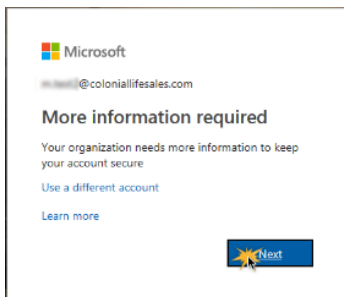 Microsoft
@coloniallifesales.com
More information required
Your organization needs more information to keep
your account secure
Use a different account
Learn more
Next